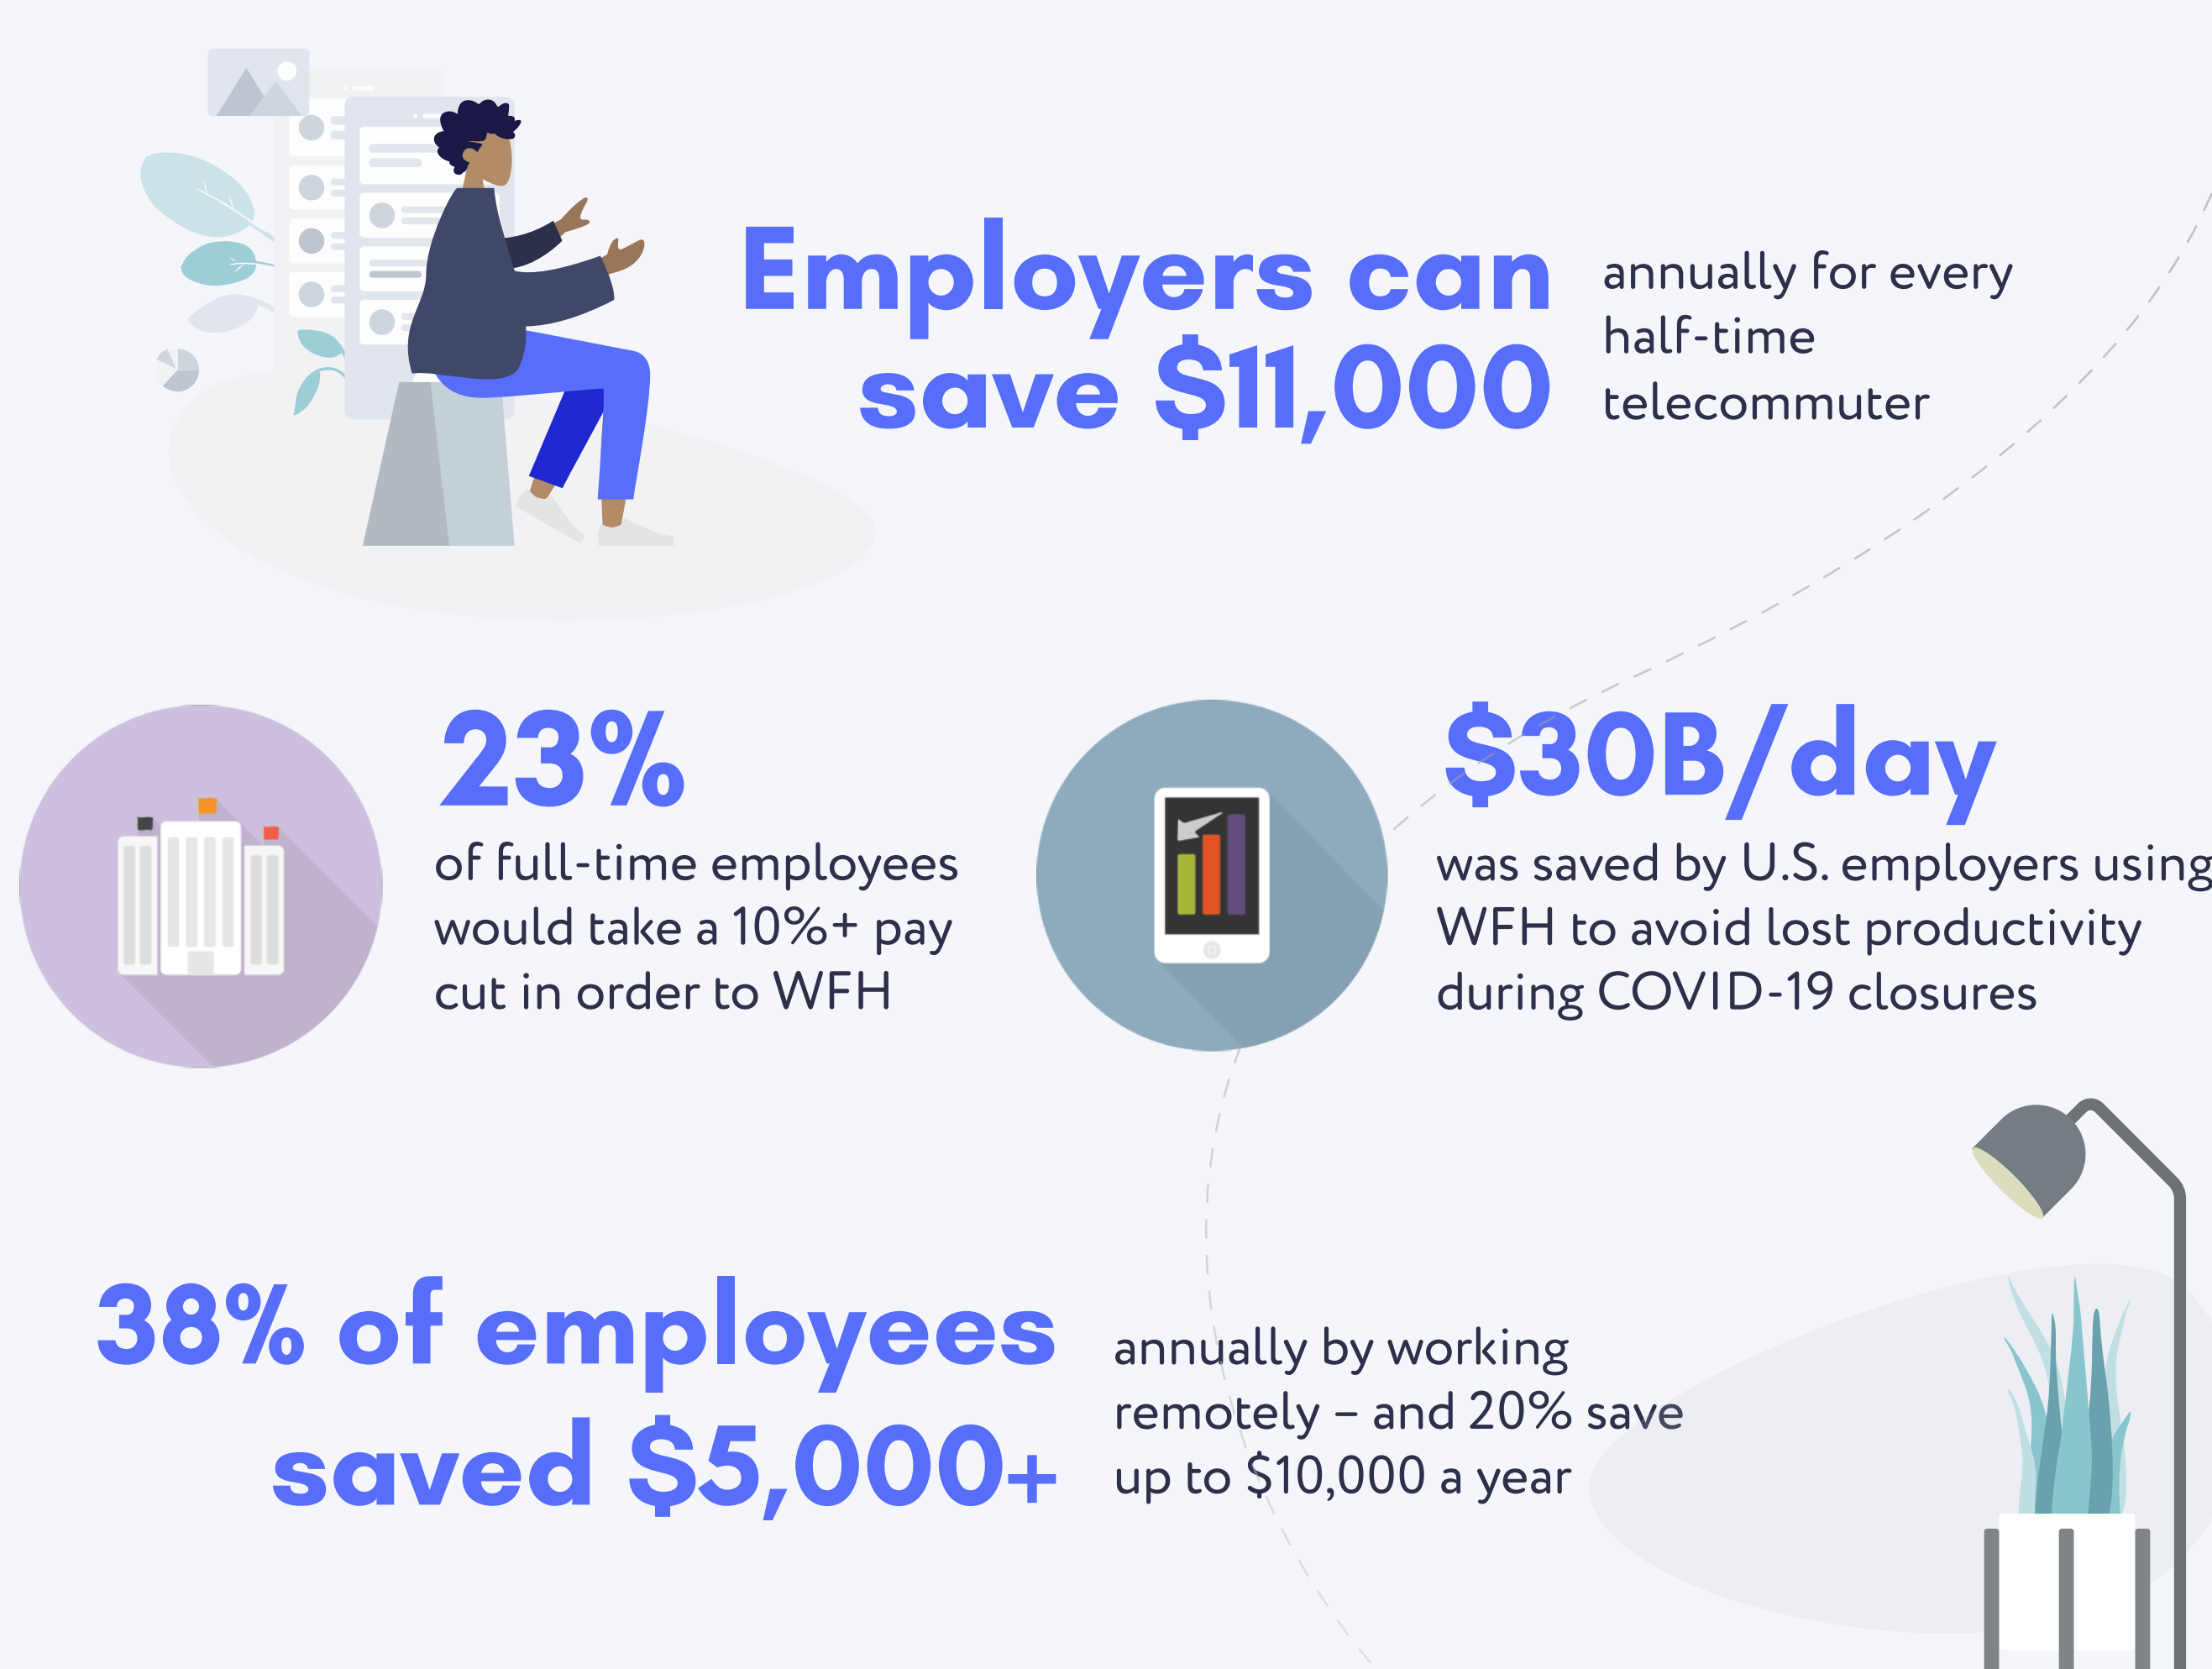 Employers can
save $11,000
annually for every
half-time
telecommuter
23%
of full-time employees
would take a 10%+ pay
cut in order to WFH
$30B/day
was saved by U.S. employers using
WFH to avoid lost productivity
during COVID-19 closures
38% of employees
saved $5,000+
annually by working
remotely – and 20% save
up to $10,000 a year